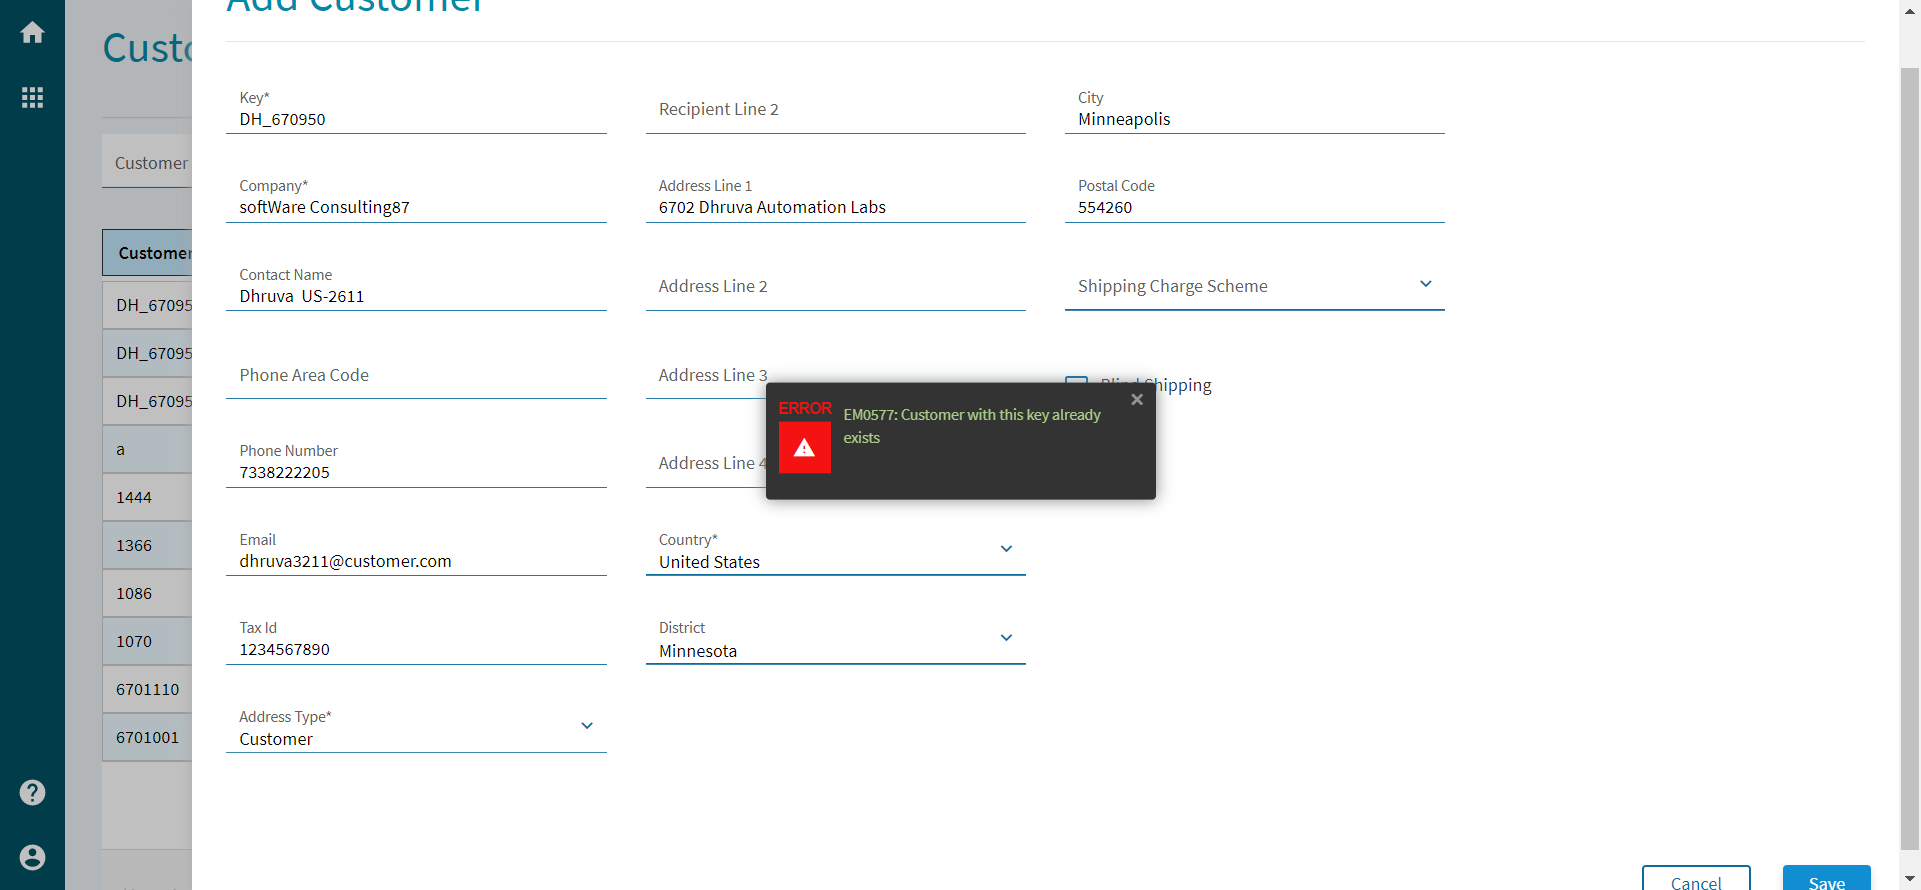 Add Customer
Custo
Customer
Customer
DH_67095
DH_67095
DH_67095
a
1444
1366
1086
1070
6701110
6701001
Key*
DH_670950
Company*
softWare Consulting87
Contact Name
Dhruva  US-2611
Phone Area Code
Phone Number
7338222205
Email
dhruva3211@customer.com
Tax Id
1234567890
Address Type*
Customer
Recipient Line 2
Address Line 1
6702 Dhruva Automation Labs
Address Line 2
Address Line 3
Address Line 4
Country*
United States
District
Minnesota
City
Minneapolis
Postal Code
554260
Shipping Charge Scheme
Blind Shipping
ERROR
EM0577: Customer with this key already
exists
Cancel
Save